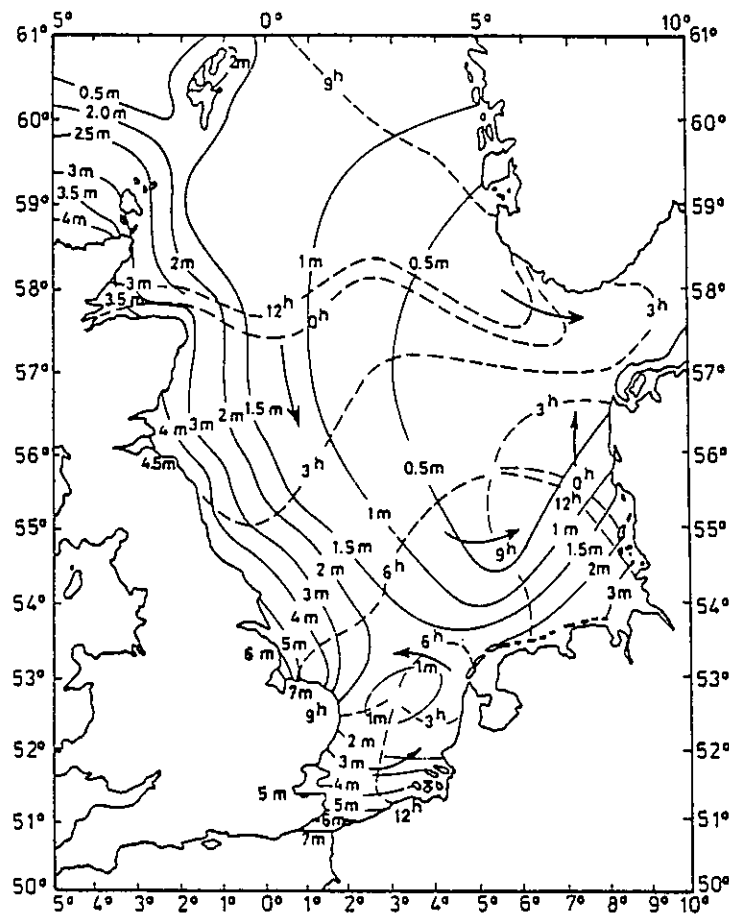 5° 0° 5° 10°
61° 61°
2m
9h
0.5m
60° 60°
2.0m
25m
3m
59° 3.5m 59°
4m
2m 1m 0.5m
58° 3m 58°
3.5m 12h
0h 3h
57° 57°
1.5m
2m 3h
3m
4m
56° 56°
4.5m 3h 0.5m 0h
12h
1m
55° 1m 55°
1.5m 9h 1.5m
6h
2m 2m
3m 3m
54° 4m 54°
5m 6h
6m
53° 7m 1m 53°
9h 1m 3h
2m
52° 3m 52°
4m
5m 5m
51° 6m 12h 51°
7m
50° 50°
5° 4° 3° 2° 1° 0° 1° 2° 3° 4° 5° 6° 7° 8° 9° 10°